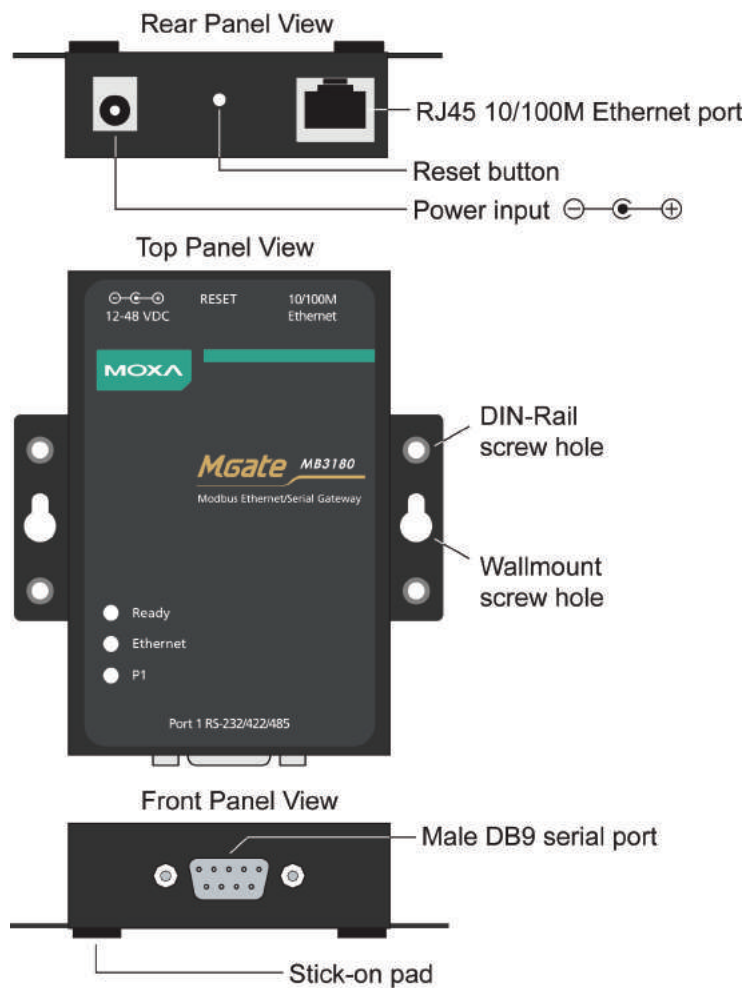 Rear Panel View
RJ45 10/100M Ethernet port
Reset button
Power input
Top Panel View
12-48 VDC
RESET
10/100M
Ethernet
MOXA
DIN-Rail
screw hole
MGate MB3180
Modbus Ethernet/Serial Gateway
Wallmount
screw hole
Ready
Ethernet
P1
Port 1 RS-232/422/485
Front Panel View
Male DB9 serial port
Stick-on pad